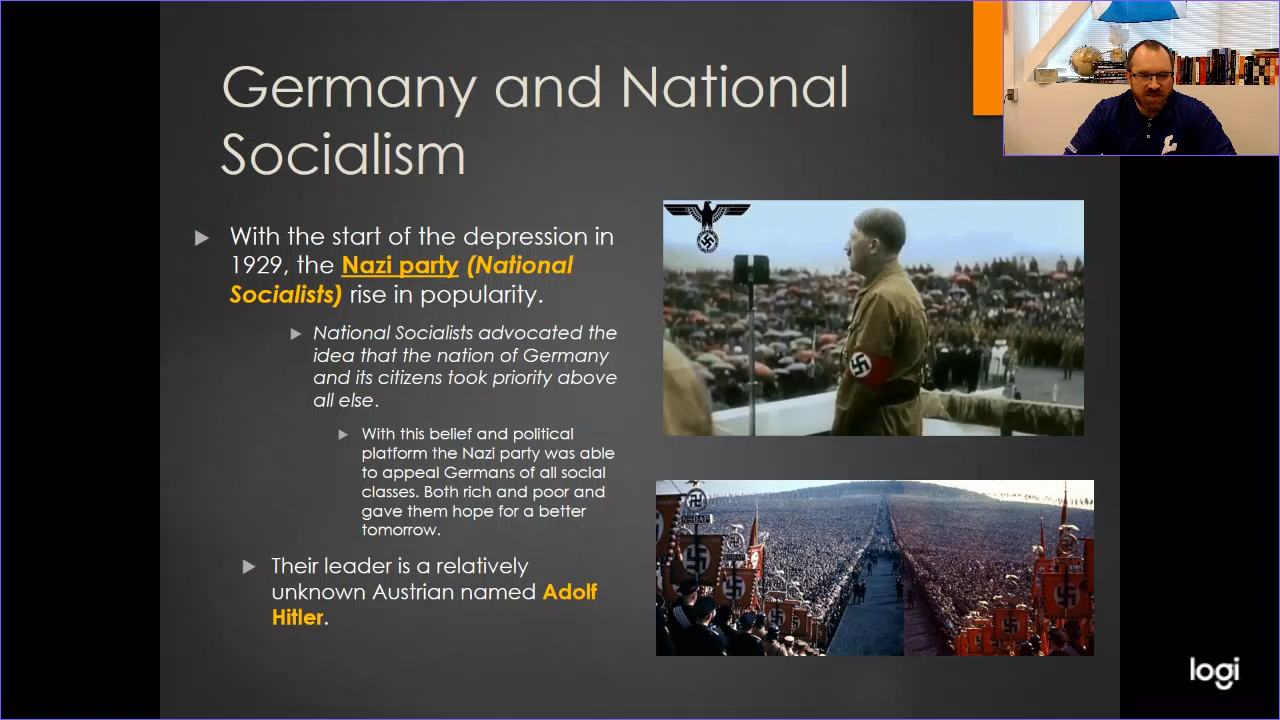 Germany and National
Socialism
With the start of the depression in
1929, the Nazi party (National
Socialists) rise in popularity.
National Socialists advocated the
idea that the nation of Germany
and its citizens took priority above
all else.
With this belief and political
platform the Nazi party was able
to appeal Germans of all social
classes. Both rich and poor and
gave them hope for a better
tomorrow.
Their leader is a relatively
unknown Austrian named Adolf
Hitler.
logi